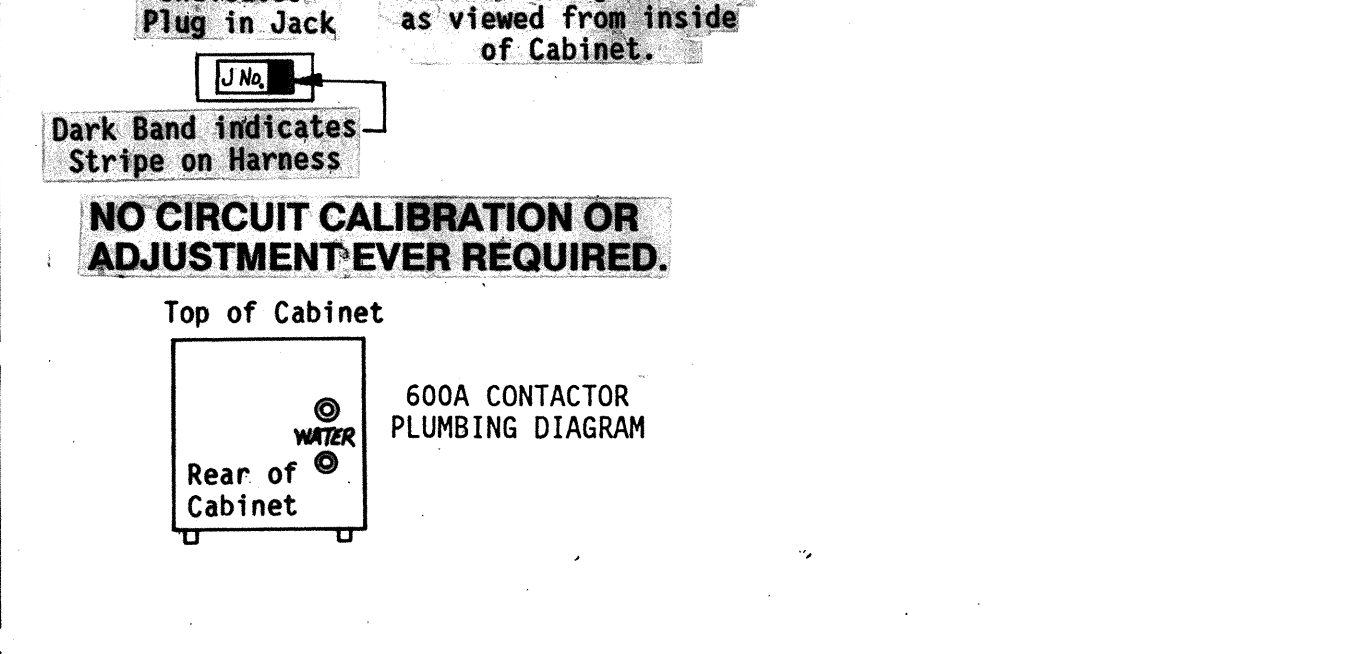 Plug in Jack
as viewed from inside
of Cabinet.
J No.
Dark Band indicates
Stripe on Harness
NO CIRCUIT CALIBRATION OR
ADJUSTMENT EVER REQUIRED.
Top of Cabinet
600A CONTACTOR
PLUMBING DIAGRAM
WATER
Rear of
Cabinet